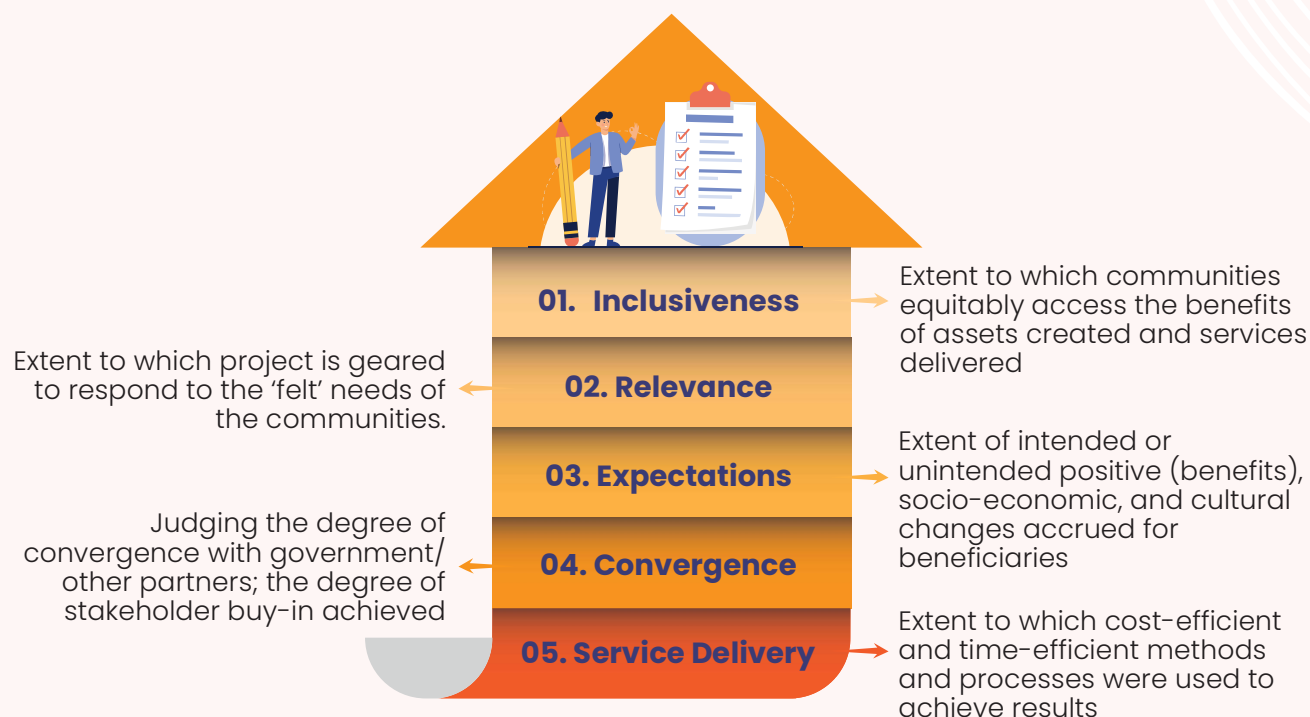 01. Inclusiveness
Extent to which communities
equitably access the benefits
of assets created and services
delivered
02. Relevance
Extent to which project is geared
to respond to the ‘felt’ needs of
the communities.
03. Expectations
Extent of intended or
unintended positive (benefits),
socio-economic, and cultural
changes accrued for
beneficiaries
04. Convergence
Judging the degree of
convergence with government/
other partners; the degree of
stakeholder buy-in achieved
05. Service Delivery
Extent to which cost-efficient
and time-efficient methods
and processes were used to
achieve results